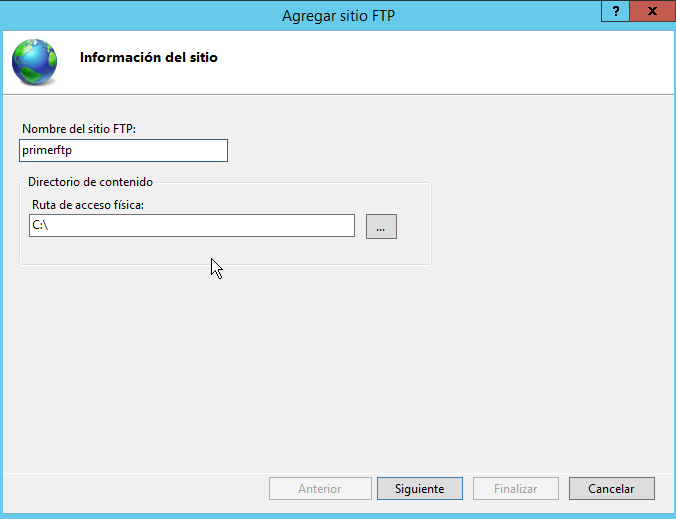 Agregar sitio FTP
?
x
Información del sitio
Nombre del sitio FTP:
primerftp
Directorio de contenido
Ruta de acceso física:
C:\
...
Anterior
Siguiente
Finalizar
Cancelar